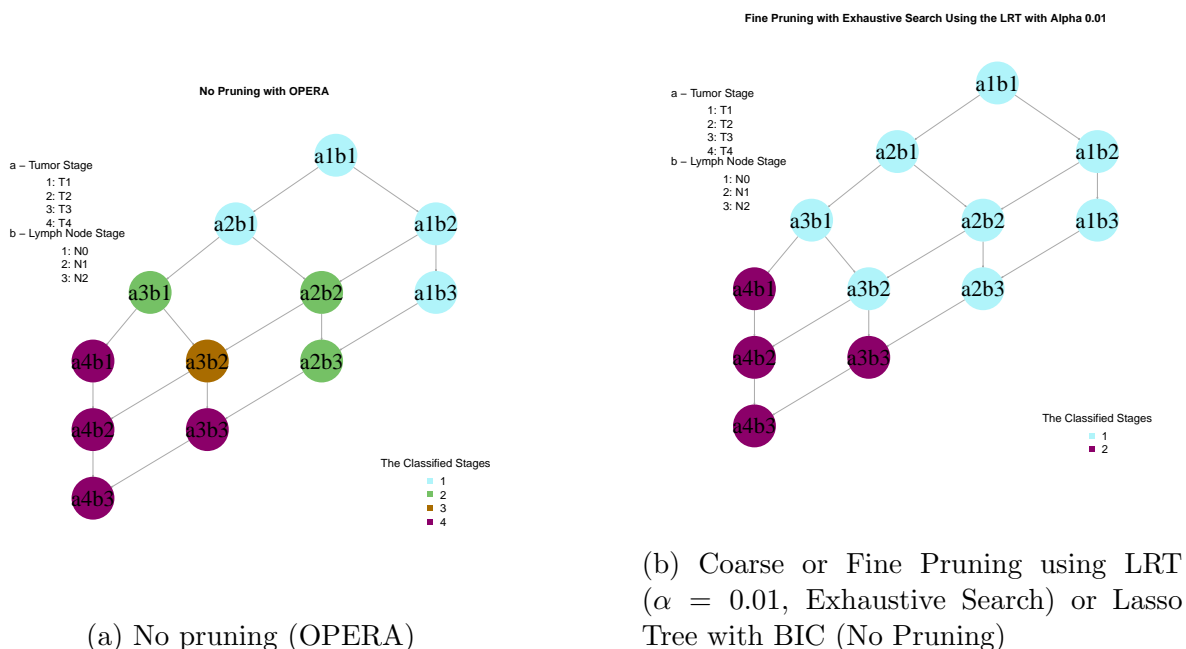 No Pruning with OPERA
a – Tumor Stage
1: T1
2: T2
3: T3
4: T4
b – Lymph Node Stage
1: N0
2: N1
3: N2
a1b1
a2b1
a1b2
a3b1
a2b2
a1b3
a4b1
a3b2
a2b3
a4b2
a3b3
a4b3
The Classified Stages
1
2
3
4
(a) No pruning (OPERA)
Fine Pruning with Exhaustive Search Using the LRT with Alpha 0.01
a – Tumor Stage
1: T1
2: T2
3: T3
4: T4
b – Lymph Node Stage
1: N0
2: N1
3: N2
a1b1
a2b1
a1b2
a3b1
a2b2
a1b3
a4b1
a3b2
a2b3
a4b2
a3b3
a4b3
The Classified Stages
1
2
(b) Coarse or Fine Pruning using LRT
(α = 0.01, Exhaustive Search) or Lasso
Tree with BIC (No Pruning)